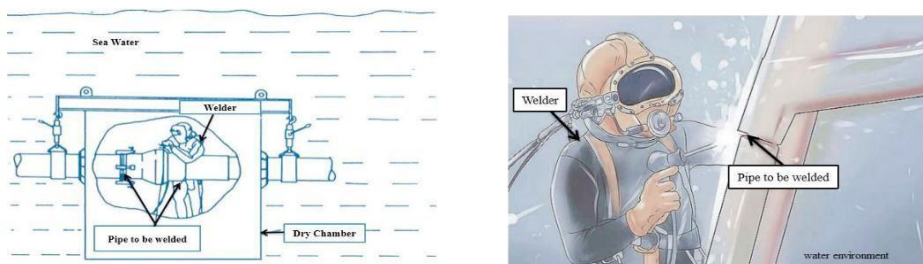 Sea Water
Welder
Pipe to be welded
Dry Chamber
Welder
Pipe to be welded
water environment